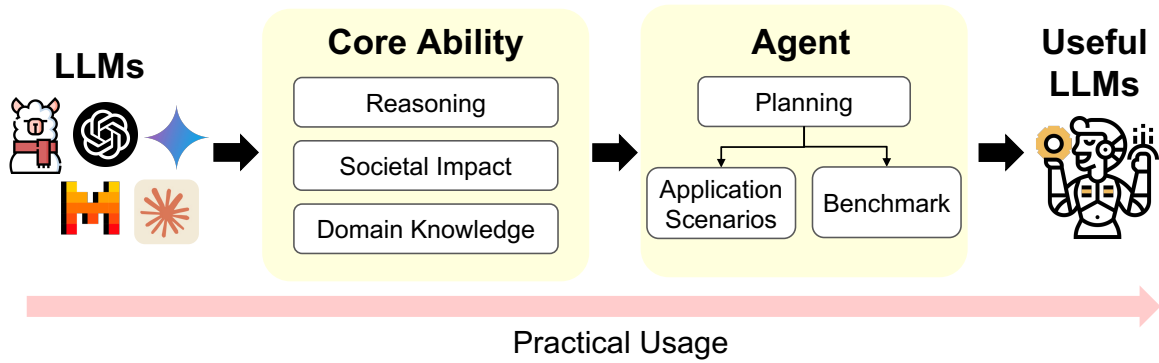 LLMs
Core Ability
Reasoning
Societal Impact
Domain Knowledge
Agent
Planning
Application
Scenarios
Benchmark
Useful
LLMs
Practical Usage